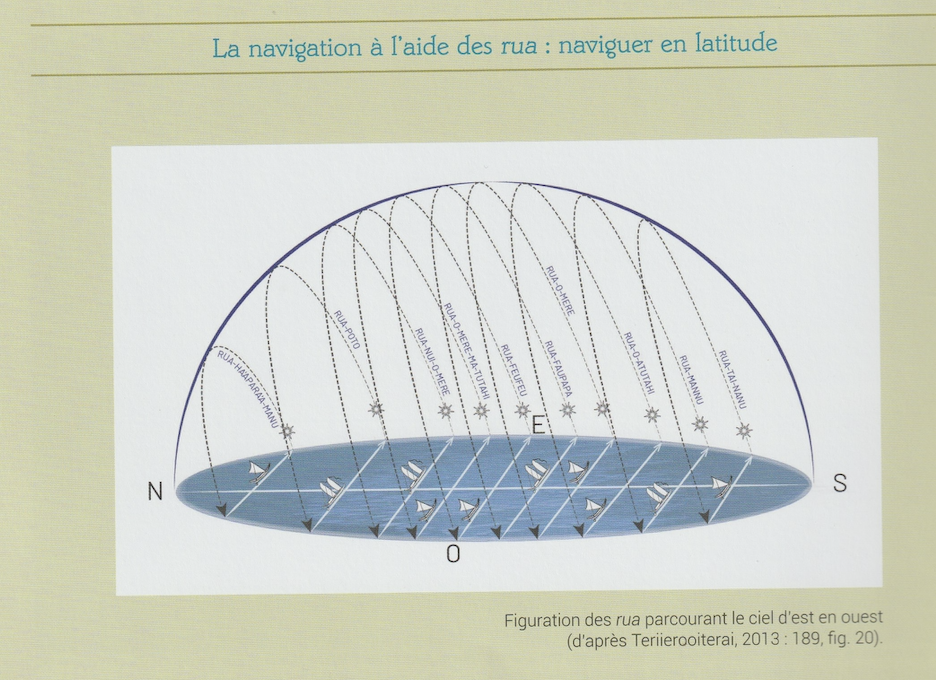 La navigation à l'aide des rua : naviguer en latitude
RUA-HAAPARAA-MANU
RUA-POTO
RUA-NUI-O-MERE
RUA-O-MERE-MA-TUTAHI
RUA-FEUFEU
RUA-FAUPAPA
RUA-O-MERE
RUA-O-ATUTAHI
RUA-MANNU
RUA-TAI-NANU
E
N
S
O
Figuration des rua parcourant le ciel d'est en ouest
(d'après Teriierooiterai, 2013 : 189, fig. 20).